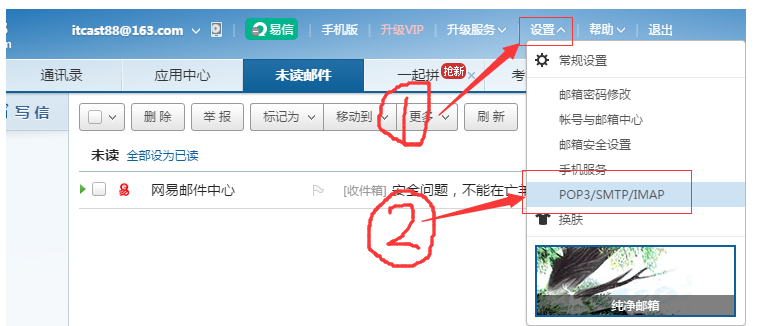 itcast88@163.com 易信 手机版 升级VIP 升级服务 设置 帮助 退出
通讯录 应用中心 未读邮件 一起拼 抢新 考
写信 删 除 举 报 标记为 移动到 更多 刷 新
未读 全部设为已读
网易邮件中心 [收件箱] 安全问题，不能在亡羊
常规设置
邮箱密码修改
帐号与邮箱中心
邮箱安全设置
手机服务
POP3/SMTP/IMAP
换肤
纯净邮箱
1
2